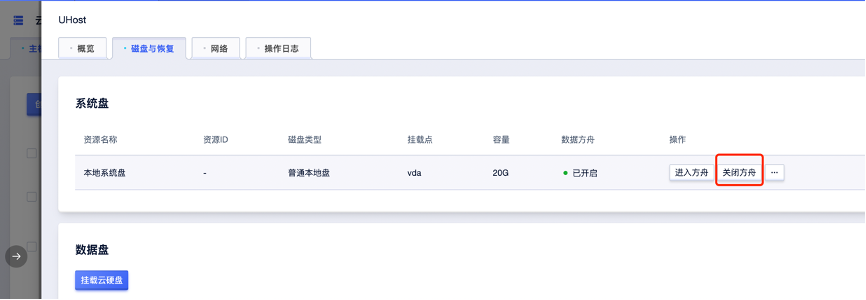 UHost
云
主
概览
磁盘与恢复
网络
操作日志
系统盘
资源名称 资源ID 磁盘类型 挂载点 容量 数据方舟 操作
本地系统盘 - 普通本地盘 vda 20G 已开启 进入方舟 关闭方舟 ...
数据盘
挂载云硬盘